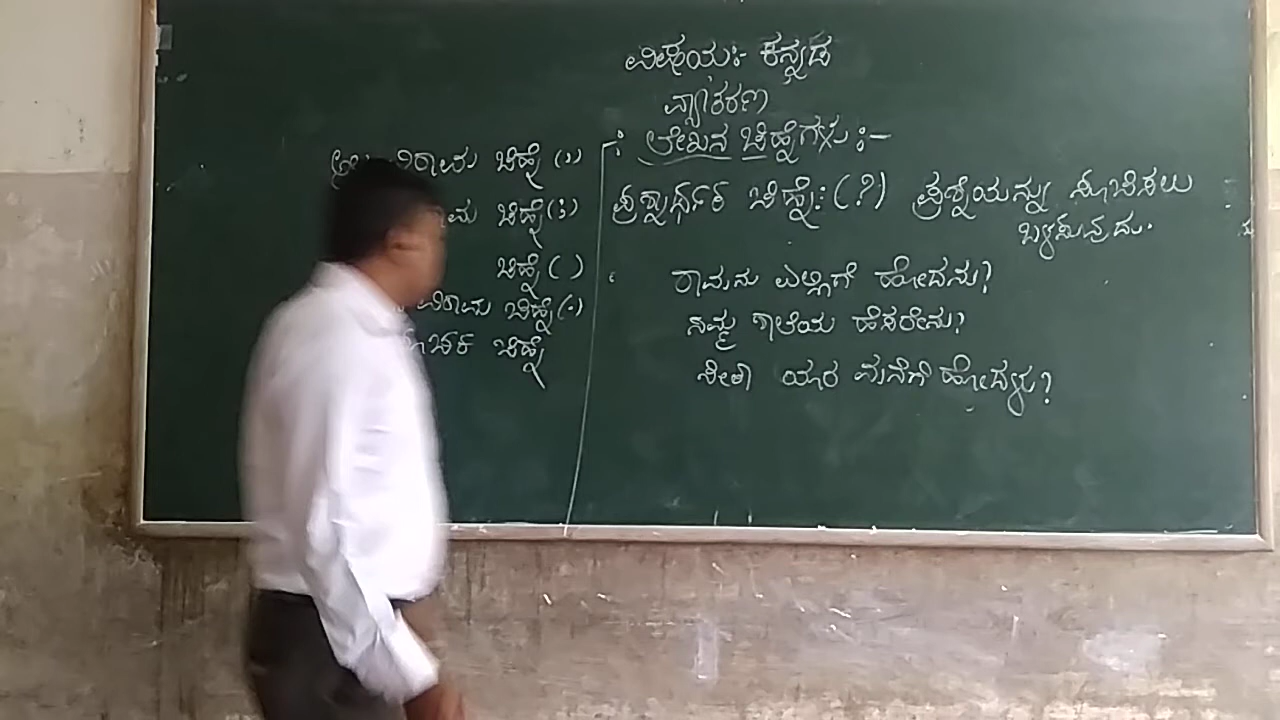 ವಿಷಯ:- ಕನ್ನಡ
ವ್ಯಾಕರಣ
: ಲೇಖನ ಚಿಹ್ನೆಗಳು :-
ವಿರಾಮ ಚಿಹ್ನೆ (,)
ಚಿಹ್ನೆ (;)
ಚಿಹ್ನೆ ( )
ವಿರಾಮ ಚಿಹ್ನೆ (.)
ಚಿಹ್ನೆ
ಪ್ರಶ್ನಾರ್ಥಕ ಚಿಹ್ನೆ: (?) ಪ್ರಶ್ನೆಯನ್ನು ಸೂಚಿಸಲು
ಬಳಸುವುದು.
ರಾಮನು ಎಲ್ಲಿಗೆ ಹೋದನು?
ನಿಮ್ಮ ಶಾಲೆಯ ಹೆಸರೇನು?
ಸೀತಾ ಯಾರ ಮನೆಗೆ ಹೋದಳು?